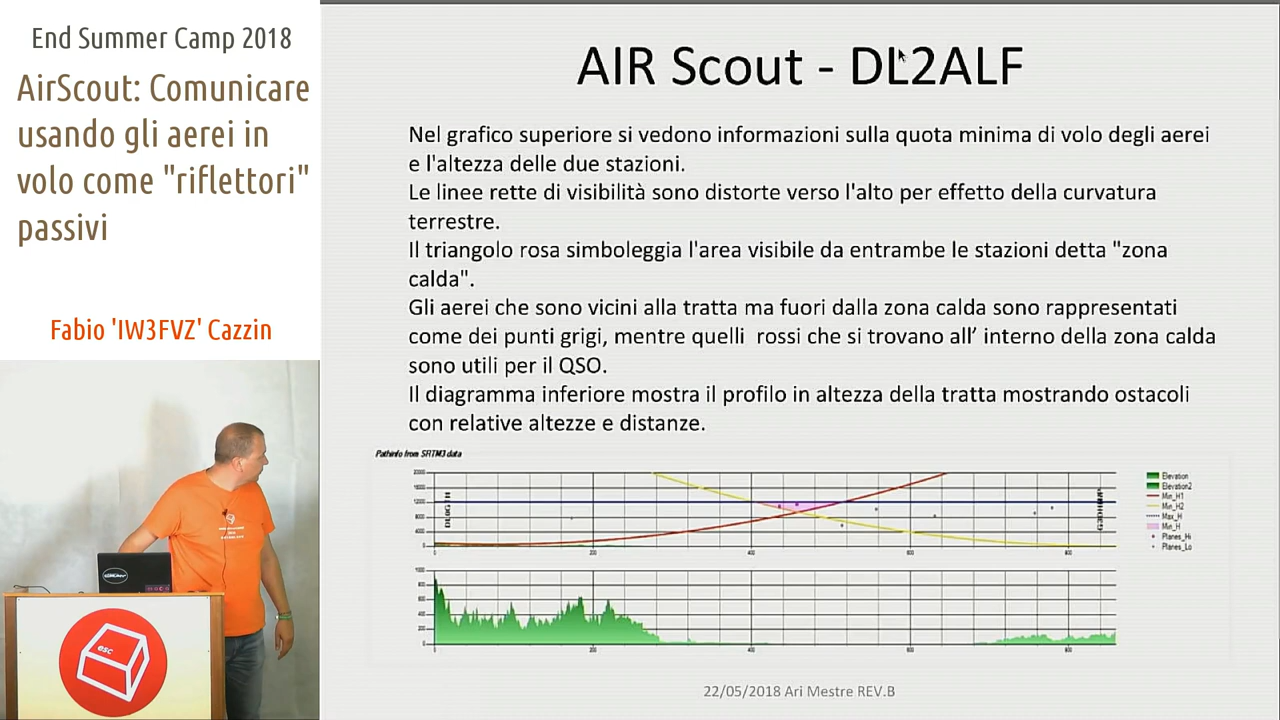 End Summer Camp 2018
AirScout: Comunicare
usando gli aerei in
volo come "riflettori"
passivi
Fabio 'IW3FVZ' Cazzin
AIR Scout - DL2ALF
Nel grafico superiore si vedono informazioni sulla quota minima di volo degli aerei
e l'altezza delle due stazioni.
Le linee rette di visibilità sono distorte verso l'alto per effetto della curvatura
terrestre.
Il triangolo rosa simboleggia l'area visibile da entrambe le stazioni detta "zona
calda".
Gli aerei che sono vicini alla tratta ma fuori dalla zona calda sono rappresentati
come dei punti grigi, mentre quelli  rossi che si trovano all’ interno della zona calda
sono utili per il QSO.
Il diagramma inferiore mostra il profilo in altezza della tratta mostrando ostacoli
con relative altezze e distanze.
Pathinfo from SRTM3 data
Elevation
Elevation2
Min_H1
Min_H2
Max_H
Min_H
Planes_Hi
Planes_Lo
esc
22/05/2018 Ari Mestre REV.B